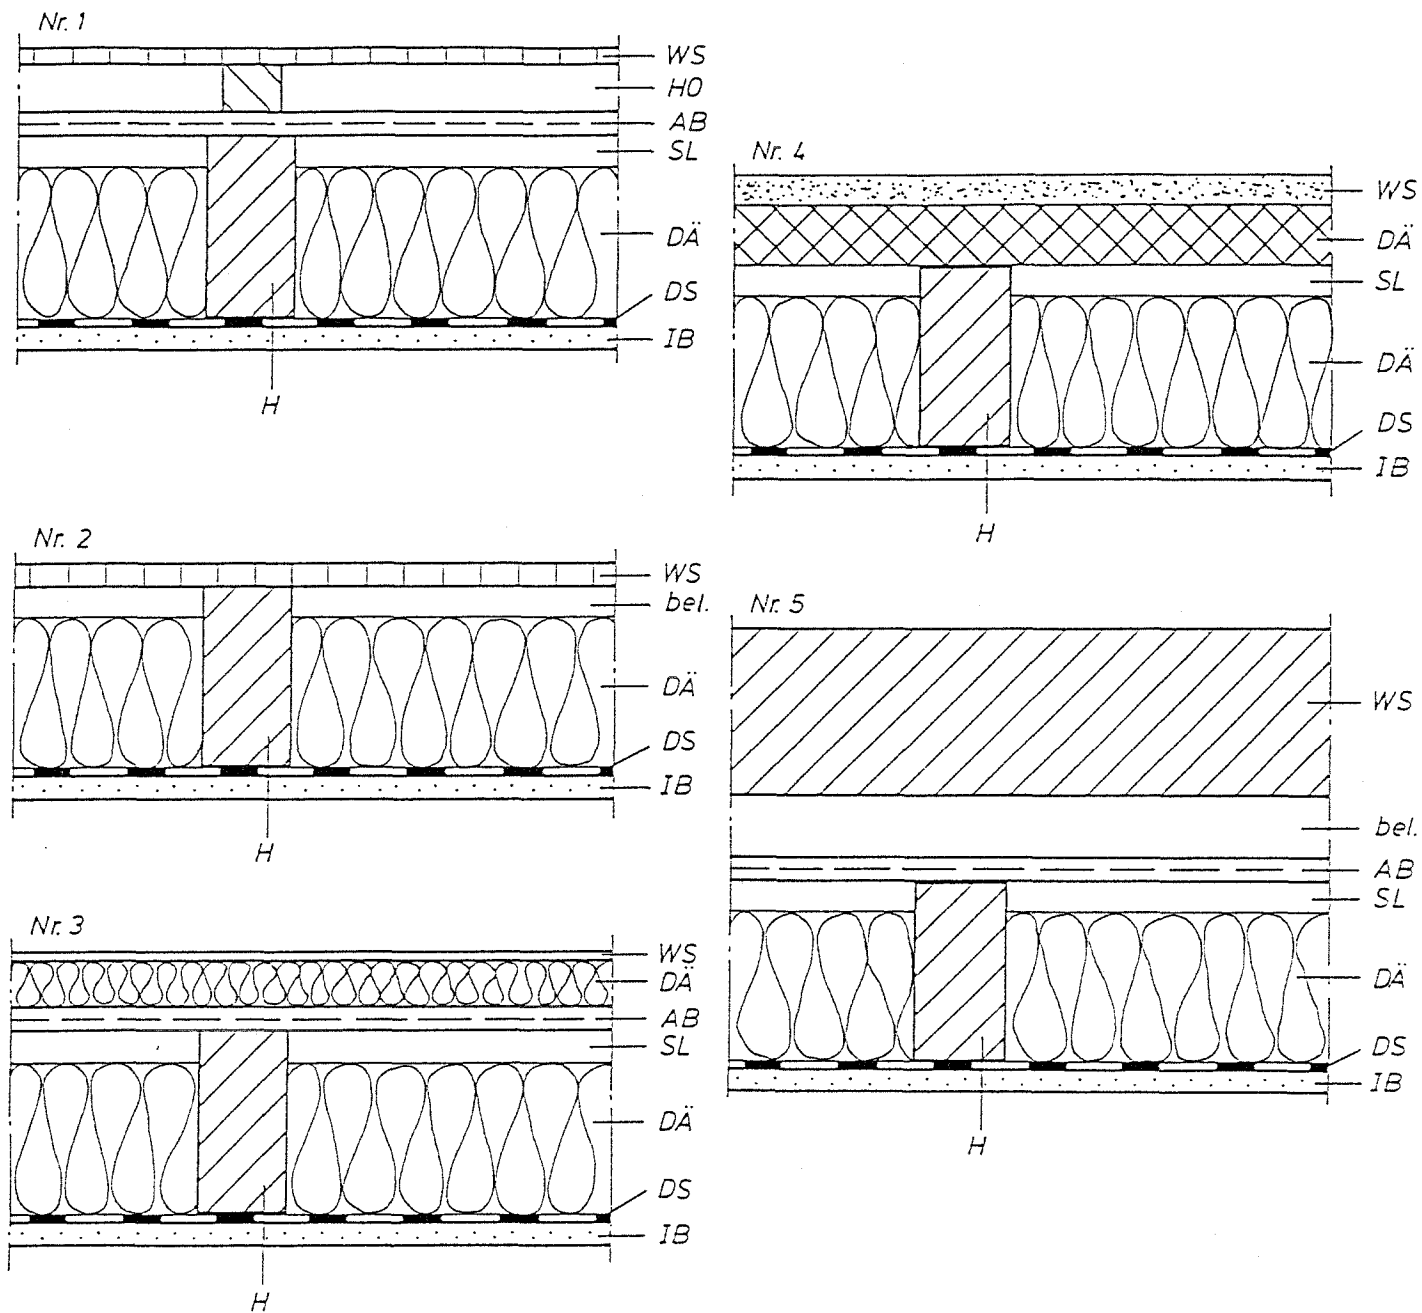 Nr. 1
WS
HO
AB
SL
DÄ
DS
IB
H
Nr. 2
WS
bel.
DÄ
DS
IB
H
Nr. 3
WS
DÄ
AB
SL
DÄ
DS
IB
H
Nr. 4
WS
DÄ
SL
DÄ
DS
IB
H
Nr. 5
WS
bel.
AB
SL
DÄ
DS
IB
H